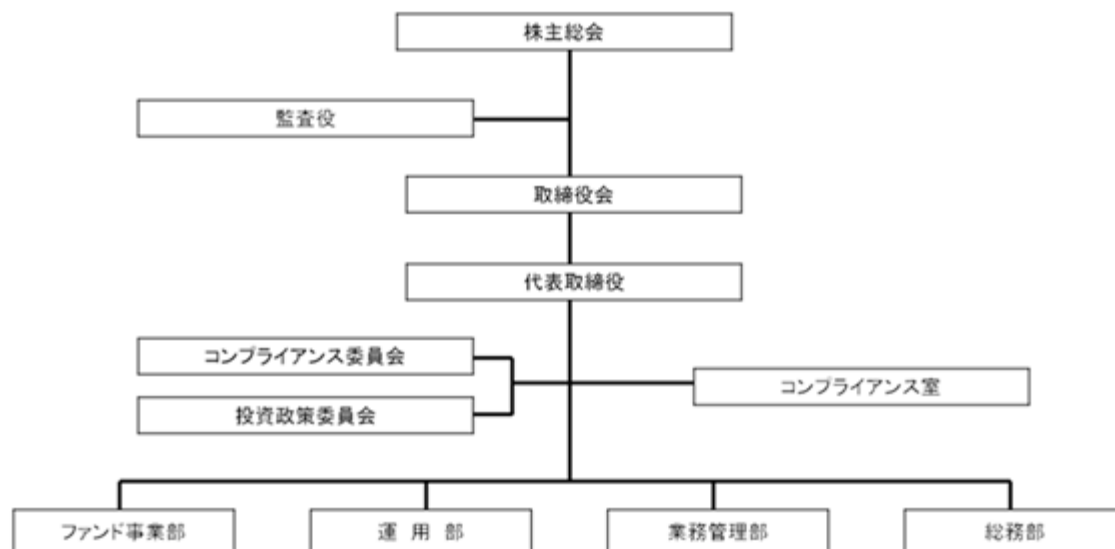 株主総会
監査役
取締役会
代表取締役
コンプライアンス委員会
コンプライアンス室
投資政策委員会
ファンド事業部
運 用 部
業務管理部
総務部